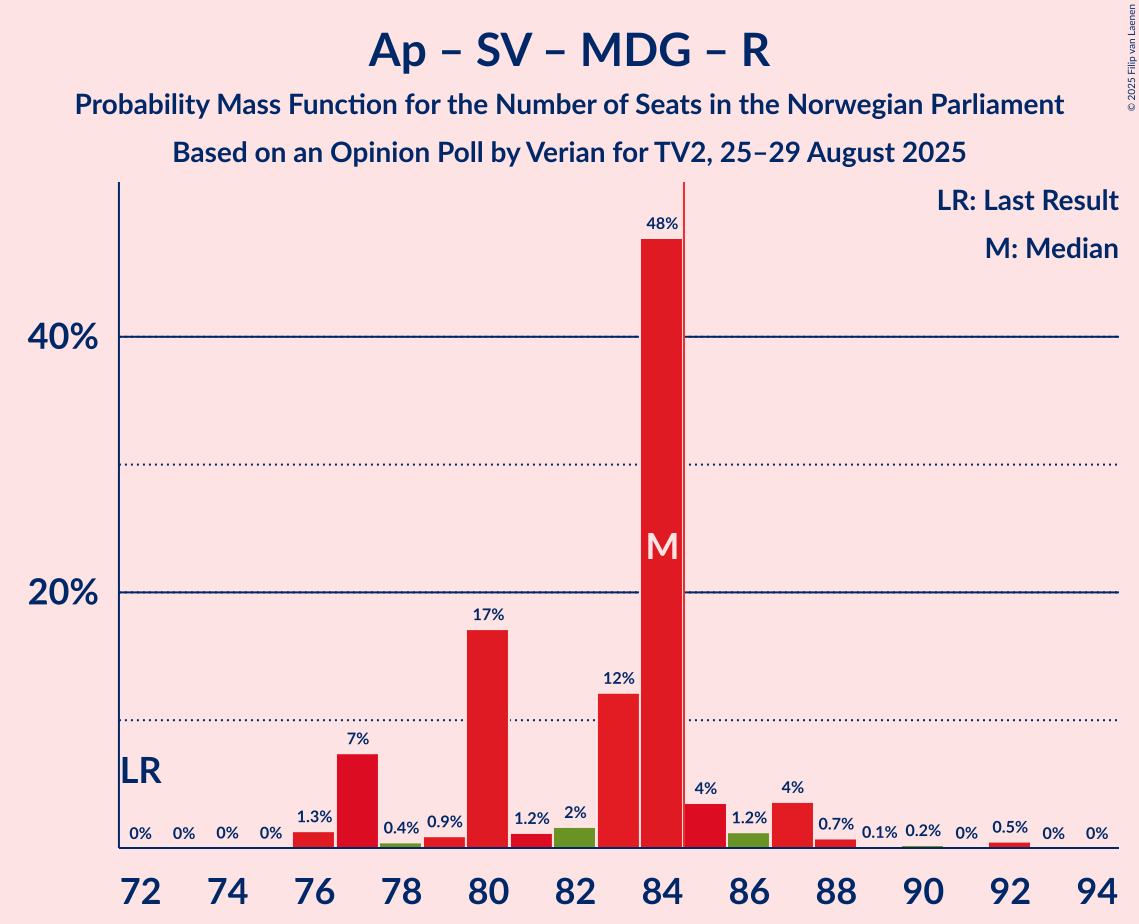 Ap – SV – MDG – R
Probability Mass Function for the Number of Seats in the Norwegian Parliament
Based on an Opinion Poll by Verian for TV2, 25–29 August 2025
© 2025 Filip van Laenen
LR: Last Result
M: Median
40%
20%
LR
M
0% 0% 0% 0% 1.3% 7% 0.4% 0.9% 17% 1.2% 2% 12% 48% 4% 1.2% 4% 0.7% 0.1% 0.2% 0% 0.5% 0% 0%
72 74 76 78 80 82 84 86 88 90 92 94